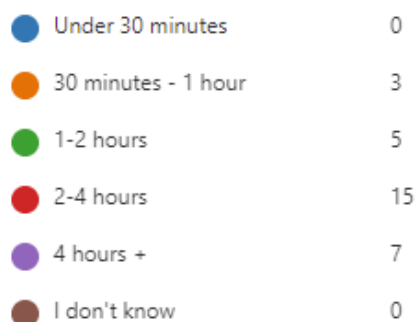 Under 30 minutes 0
30 minutes - 1 hour 3
1-2 hours 5
2-4 hours 15
4 hours + 7
I don't know 0